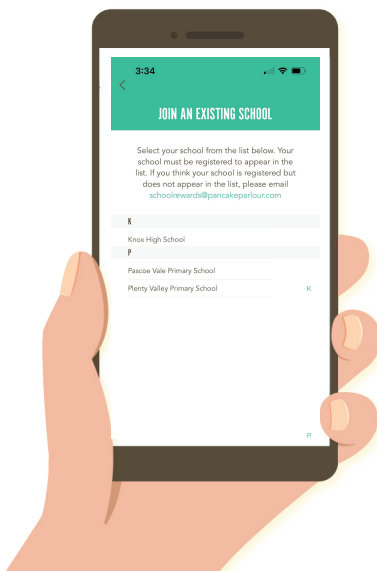 3:34
JOIN AN EXISTING SCHOOL
Select your school from the list below. Your
school must be registered to appear in the
list. If you think your school is registered but
does not appear in the list, please email
schoolrewards@pancakeparlour.com
K
Knox High School
P
Pascoe Vale Primary School
Plenty Valley Primary School
K
P